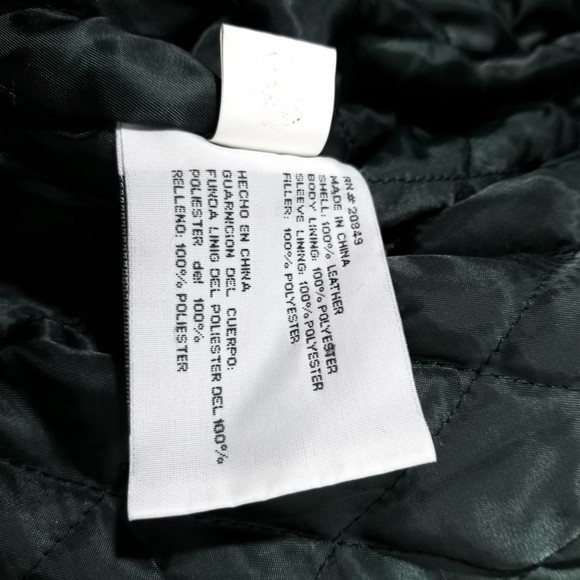 RN# 20949
MADE IN CHINA
SHELL: 100% LEATHER
BODY LINING: 100% POLYESTER
SLEEVE LINING: 100% POLYESTER
FILLER: 100% POLYESTER
HECHO EN CHINA
GUARNICION DEL CUERPO:
FUNDA LINIG DEL POLIESTER DEL 100%
POLIESTER del 100%
RELLENO: 100% POLIESTER